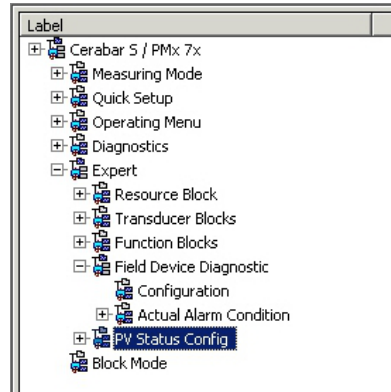 Label
Cerabar S / PMx 7x
Measuring Mode
Quick Setup
Operating Menu
Diagnostics
Expert
Resource Block
Transducer Blocks
Function Blocks
Field Device Diagnostic
Configuration
Actual Alarm Condition
PV Status Config
Block Mode